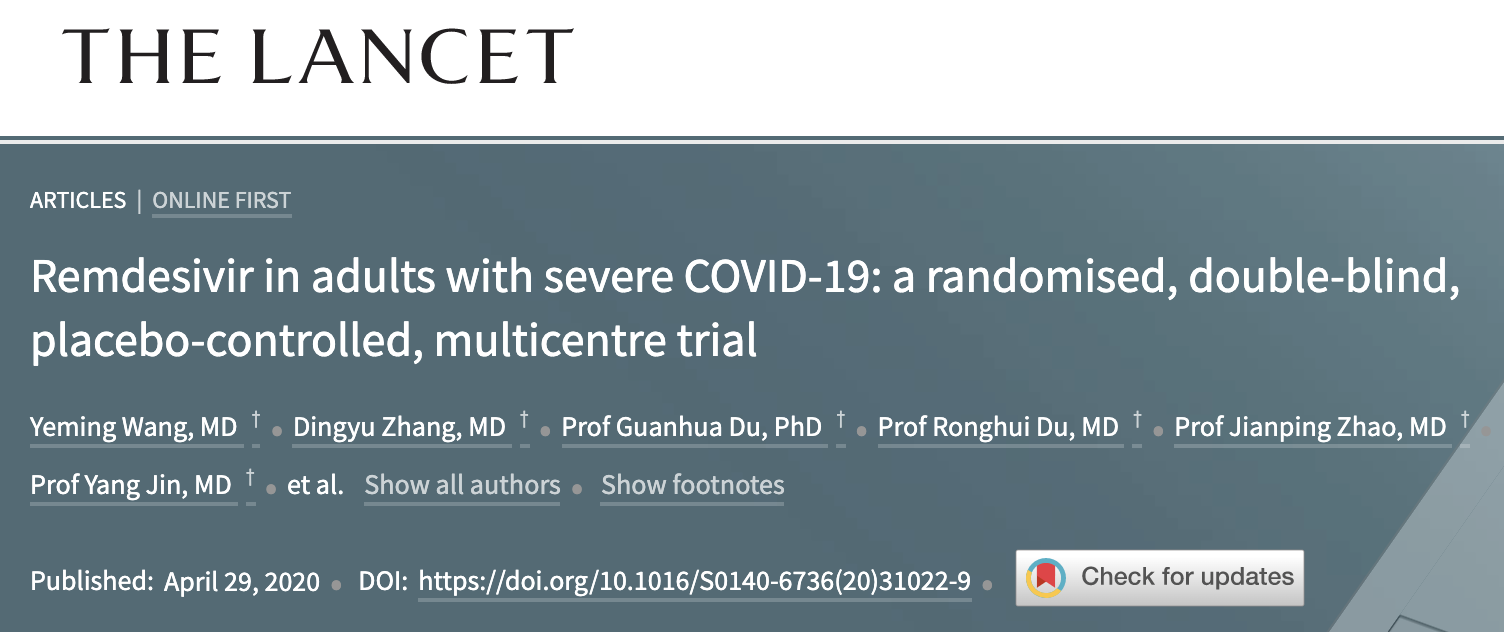 THE LANCET
ARTICLES | ONLINE FIRST
Remdesivir in adults with severe COVID-19: a randomised, double-blind,
placebo-controlled, multicentre trial
Yeming Wang, MD † • Dingyu Zhang, MD † • Prof Guanhua Du, PhD † • Prof Ronghui Du, MD † • Prof Jianping Zhao, MD † •
Prof Yang Jin, MD † • et al. Show all authors • Show footnotes
Published: April 29, 2020 • DOI: https://doi.org/10.1016/S0140-6736(20)31022-9 • Check for updates